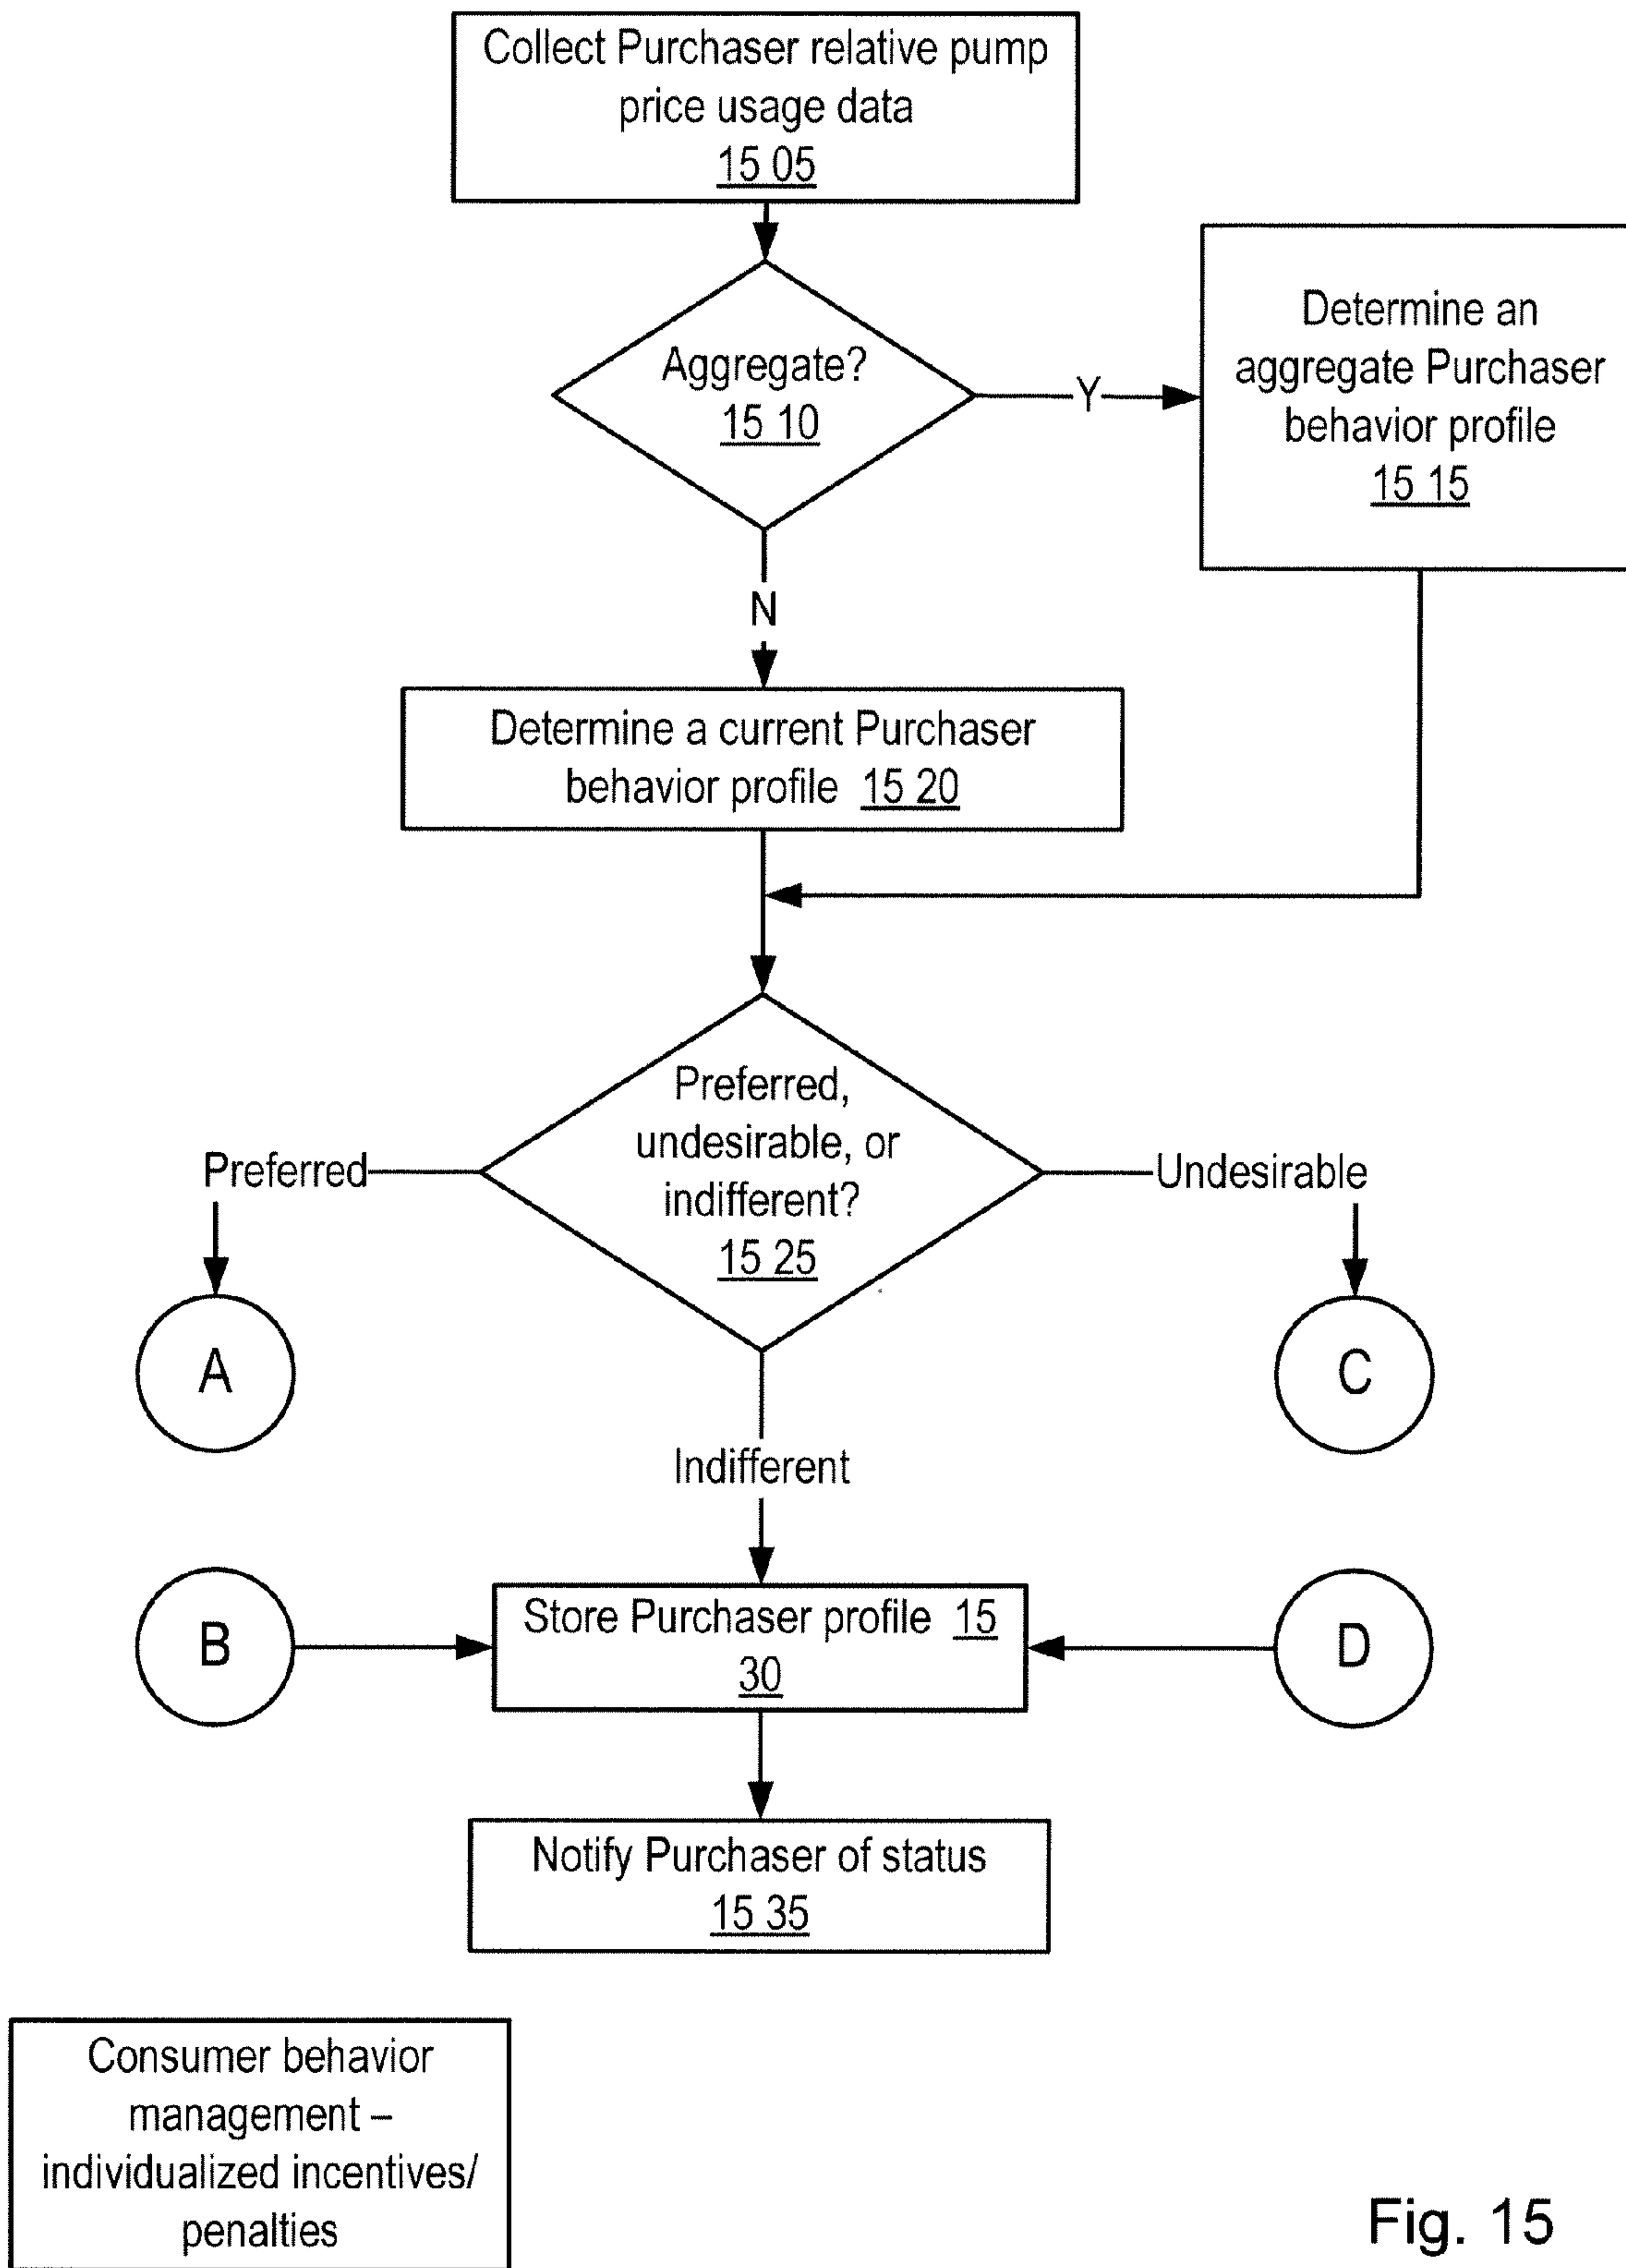 Collect Purchaser relative pump
price usage data
15 05
Aggregate?
15 10
Y
Determine an
aggregate Purchaser
behavior profile
15 15
N
Determine a current Purchaser
behavior profile 15 20
Preferred,
undesirable, or
indifferent?
15 25
Preferred
Undesirable
A
C
Indifferent
B
Store Purchaser profile 15
30
D
Notify Purchaser of status
15 35
Consumer behavior
management –
individualized incentives/
penalties
Fig. 15